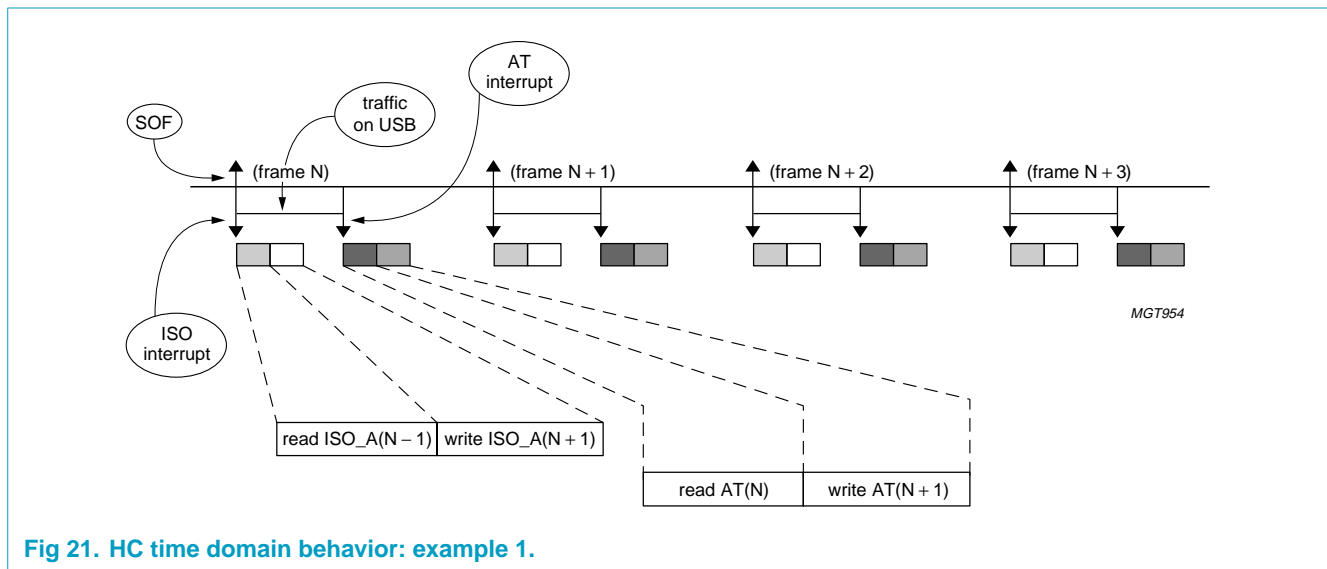 AT
interrupt
traffic
on USB
SOF
(frame N)
(frame N + 1)
(frame N + 2)
(frame N + 3)
MGT954
ISO
interrupt
read ISO_A(N − 1)
write ISO_A(N + 1)
read AT(N)
write AT(N + 1)
Fig 21. HC time domain behavior: example 1.